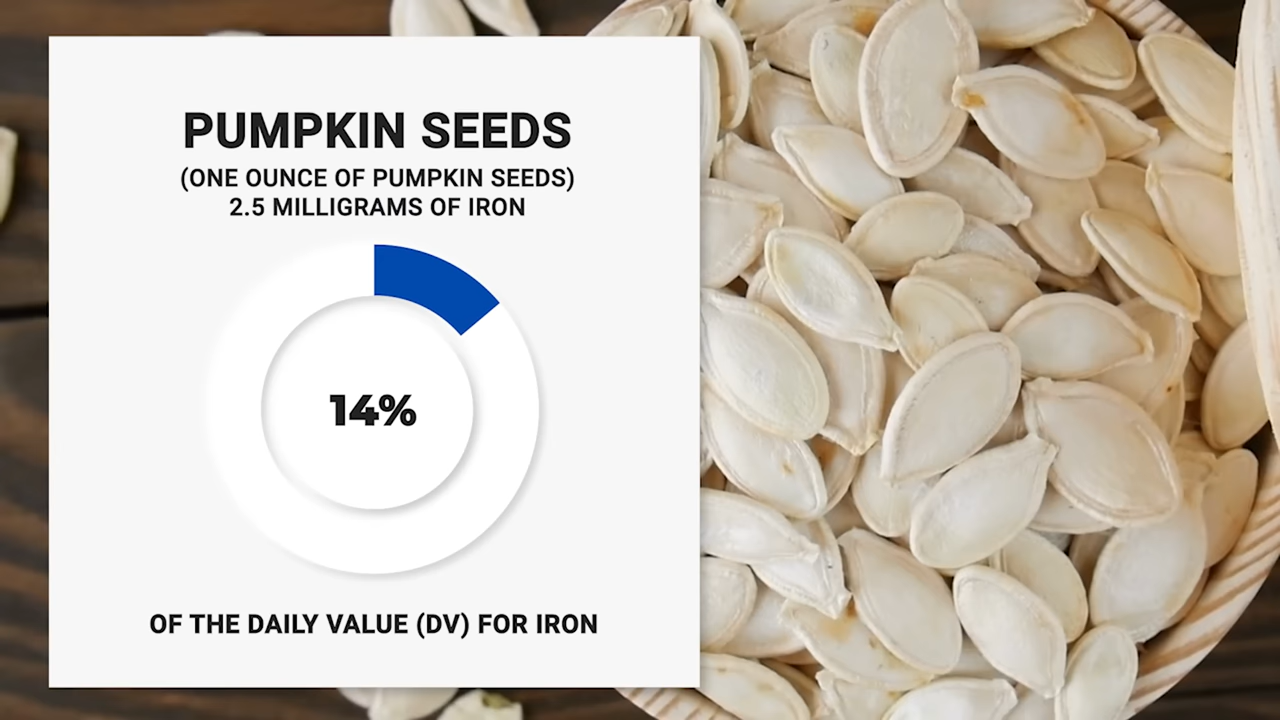 PUMPKIN SEEDS
(ONE OUNCE OF PUMPKIN SEEDS)
2.5 MILLIGRAMS OF IRON
14%
OF THE DAILY VALUE (DV) FOR IRON